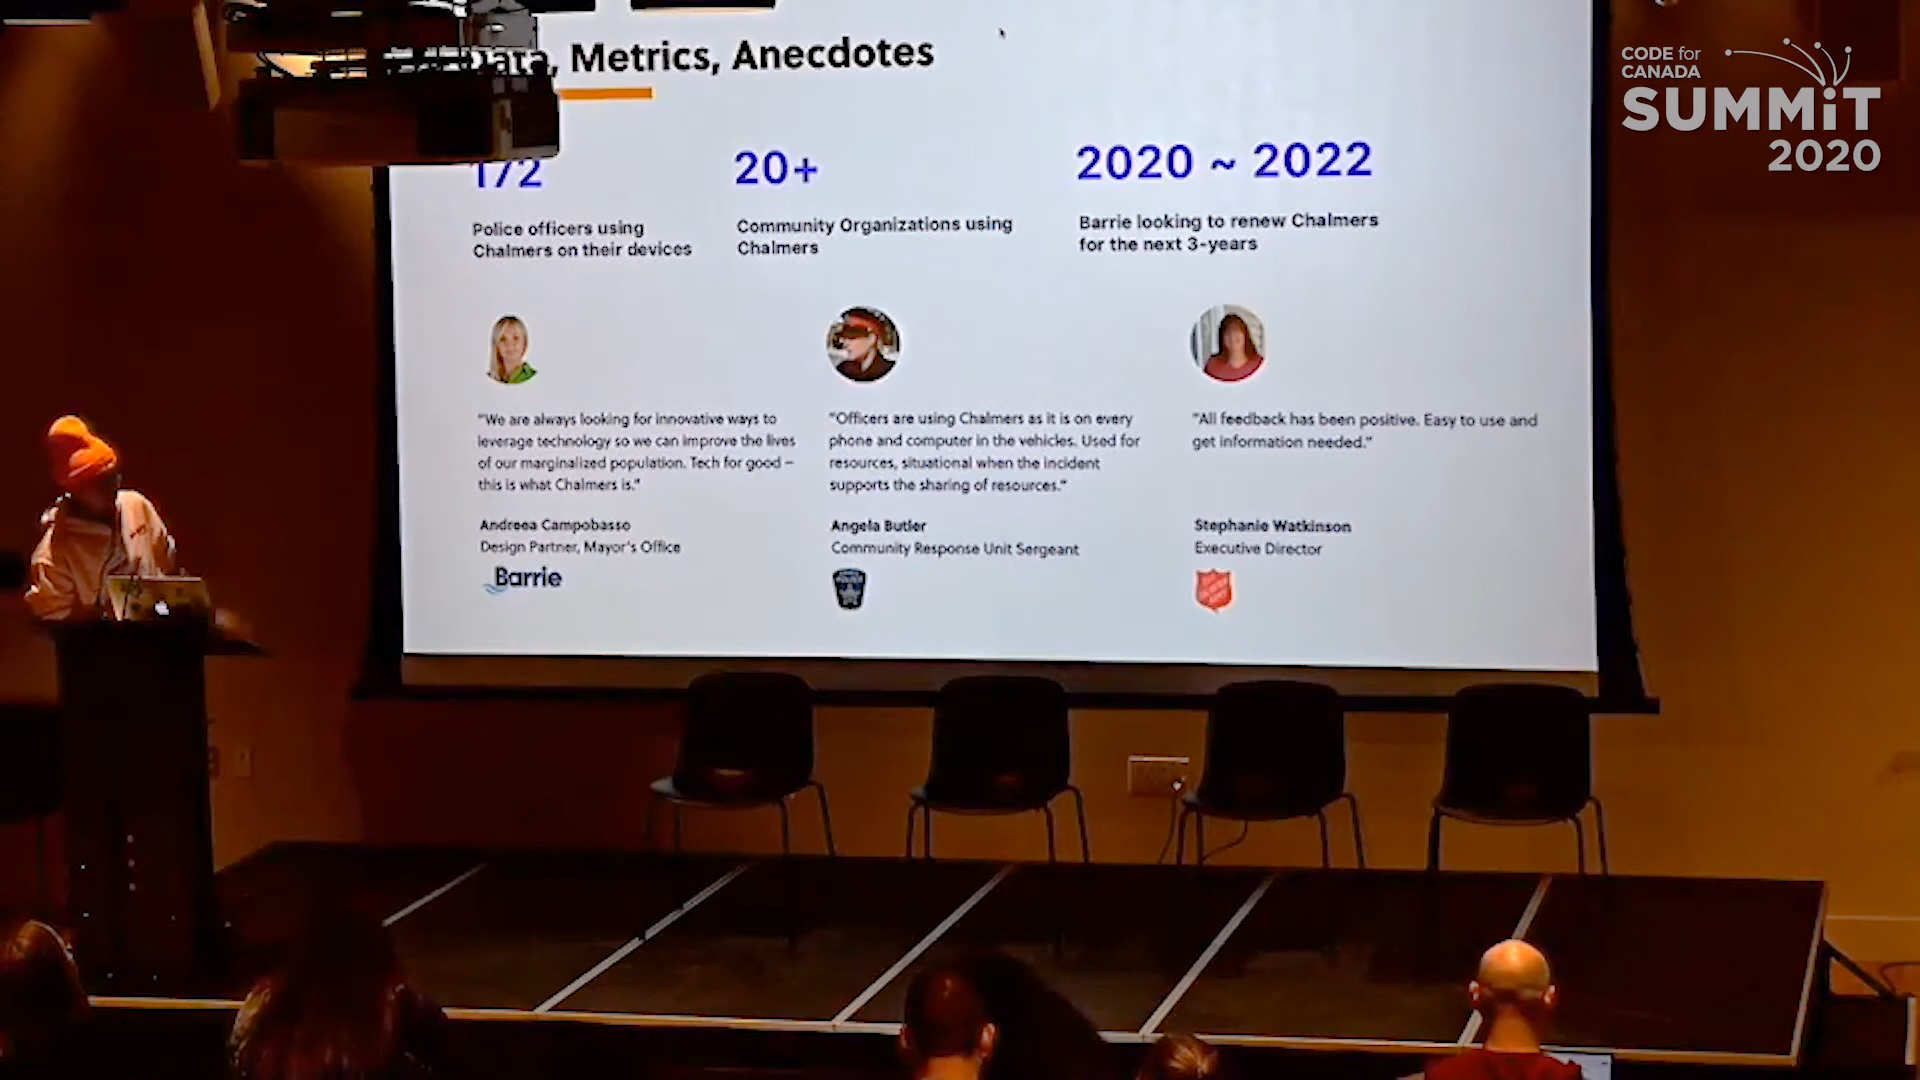 CODE for
CANADA
SUMMiT
2020
Data, Metrics, Anecdotes
172
20+
2020 ~ 2022
Police officers using
Chalmers on their devices
Community Organizations using
Chalmers
Barrie looking to renew Chalmers
for the next 3-years
"We are always looking for innovative ways to
leverage technology so we can improve the lives
of our marginalized population. Tech for good –
this is what Chalmers is."
Andreea Campobasso
Design Partner, Mayor's Office
Barrie
"Officers are using Chalmers as it is on every
phone and computer in the vehicles. Used for
resources, situational when the incident
supports the sharing of resources."
Angela Butler
Community Response Unit Sergeant
"All feedback has been positive. Easy to use and
get information needed."
Stephanie Watkinson
Executive Director